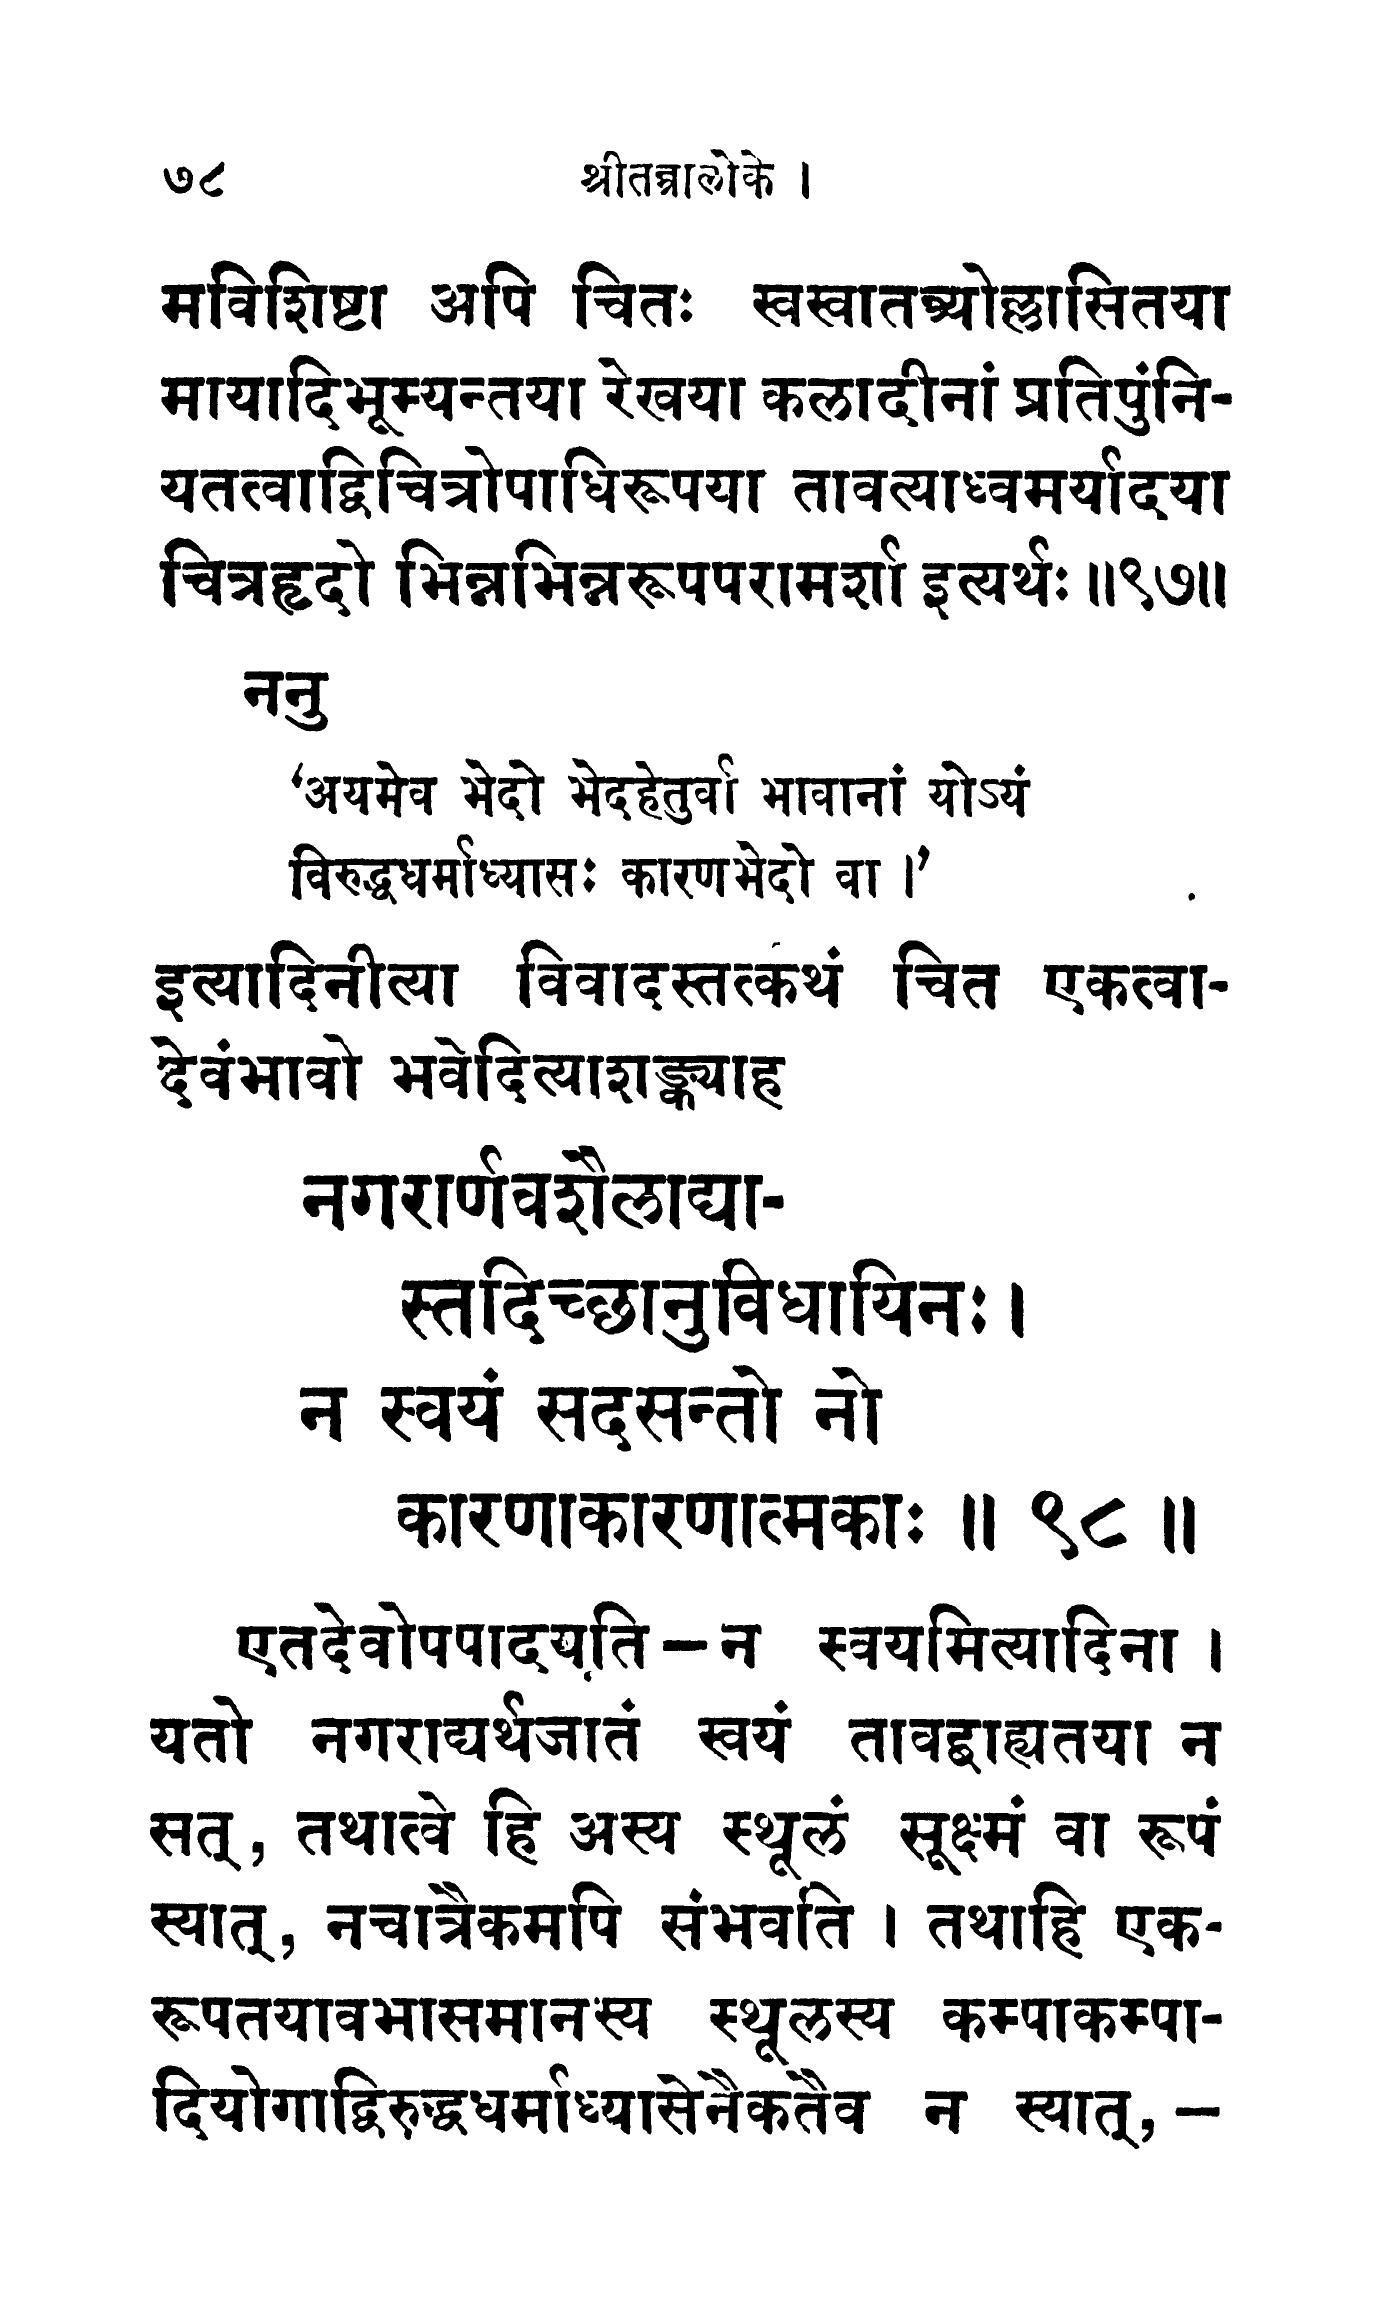 ७८ श्रीतन्त्रालोके ।
मविशिष्टा अपि चितः स्वस्वातन्त्र्योल्लासितया
मायादिभूम्यन्तया रेखया कलादीनां प्रतिपुंनि-
यतत्वाद्विचित्रोपाधिरूपया तावत्याध्वमर्यादया
चित्रहृदो भिन्नभिन्नरूपपरामर्शा इत्यर्थः ॥९७॥
ननु
‘अयमेव भेदो भेदहेतुर्वा भावानां योऽयं
विरुद्धधर्माध्यासः कारणभेदो वा ।’
इत्यादिनीत्या विवादस्तत्कथं चित एकत्वा-
देवंभावो भवेदित्याशङ्क्याह
नगरार्णवशैलाद्या-
स्तदिच्छानुविधायिनः ।
न स्वयं सदसन्तो नो
कारणाकारणात्मकाः ॥ ९८ ॥
एतदेवोपपादयति – न स्वयमित्यादिना ।
यतो नगराद्यर्थजातं स्वयं तावद्बाह्यतया न
सत्, तथात्वे हि अस्य स्थूलं सूक्ष्मं वा रूपं
स्यात्, नचात्रैकमपि संभवति । तथाहि एक-
रूपतयावभासमानस्य स्थूलस्य कम्पाकम्पा-
दियोगाद्विरुद्धधर्माध्यासेनैकतैव न स्यात्, –